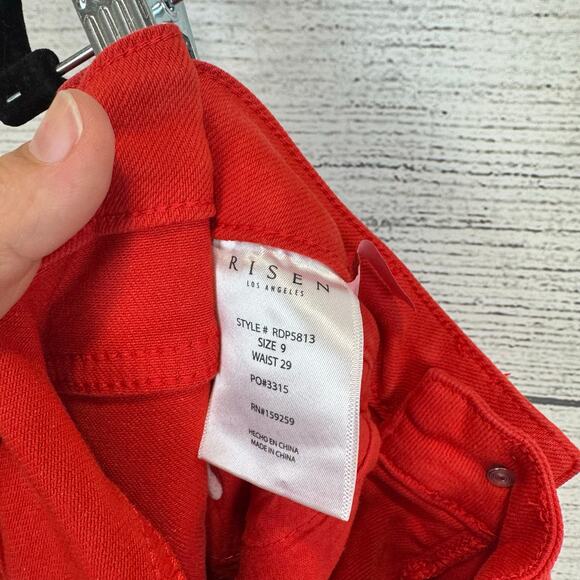 RISEN
LOS ANGELES
STYLE# RDP5813
SIZE 9
WAIST 29
PO#3315
RN#159259
HECHO EN CHINA
MADE IN CHINA